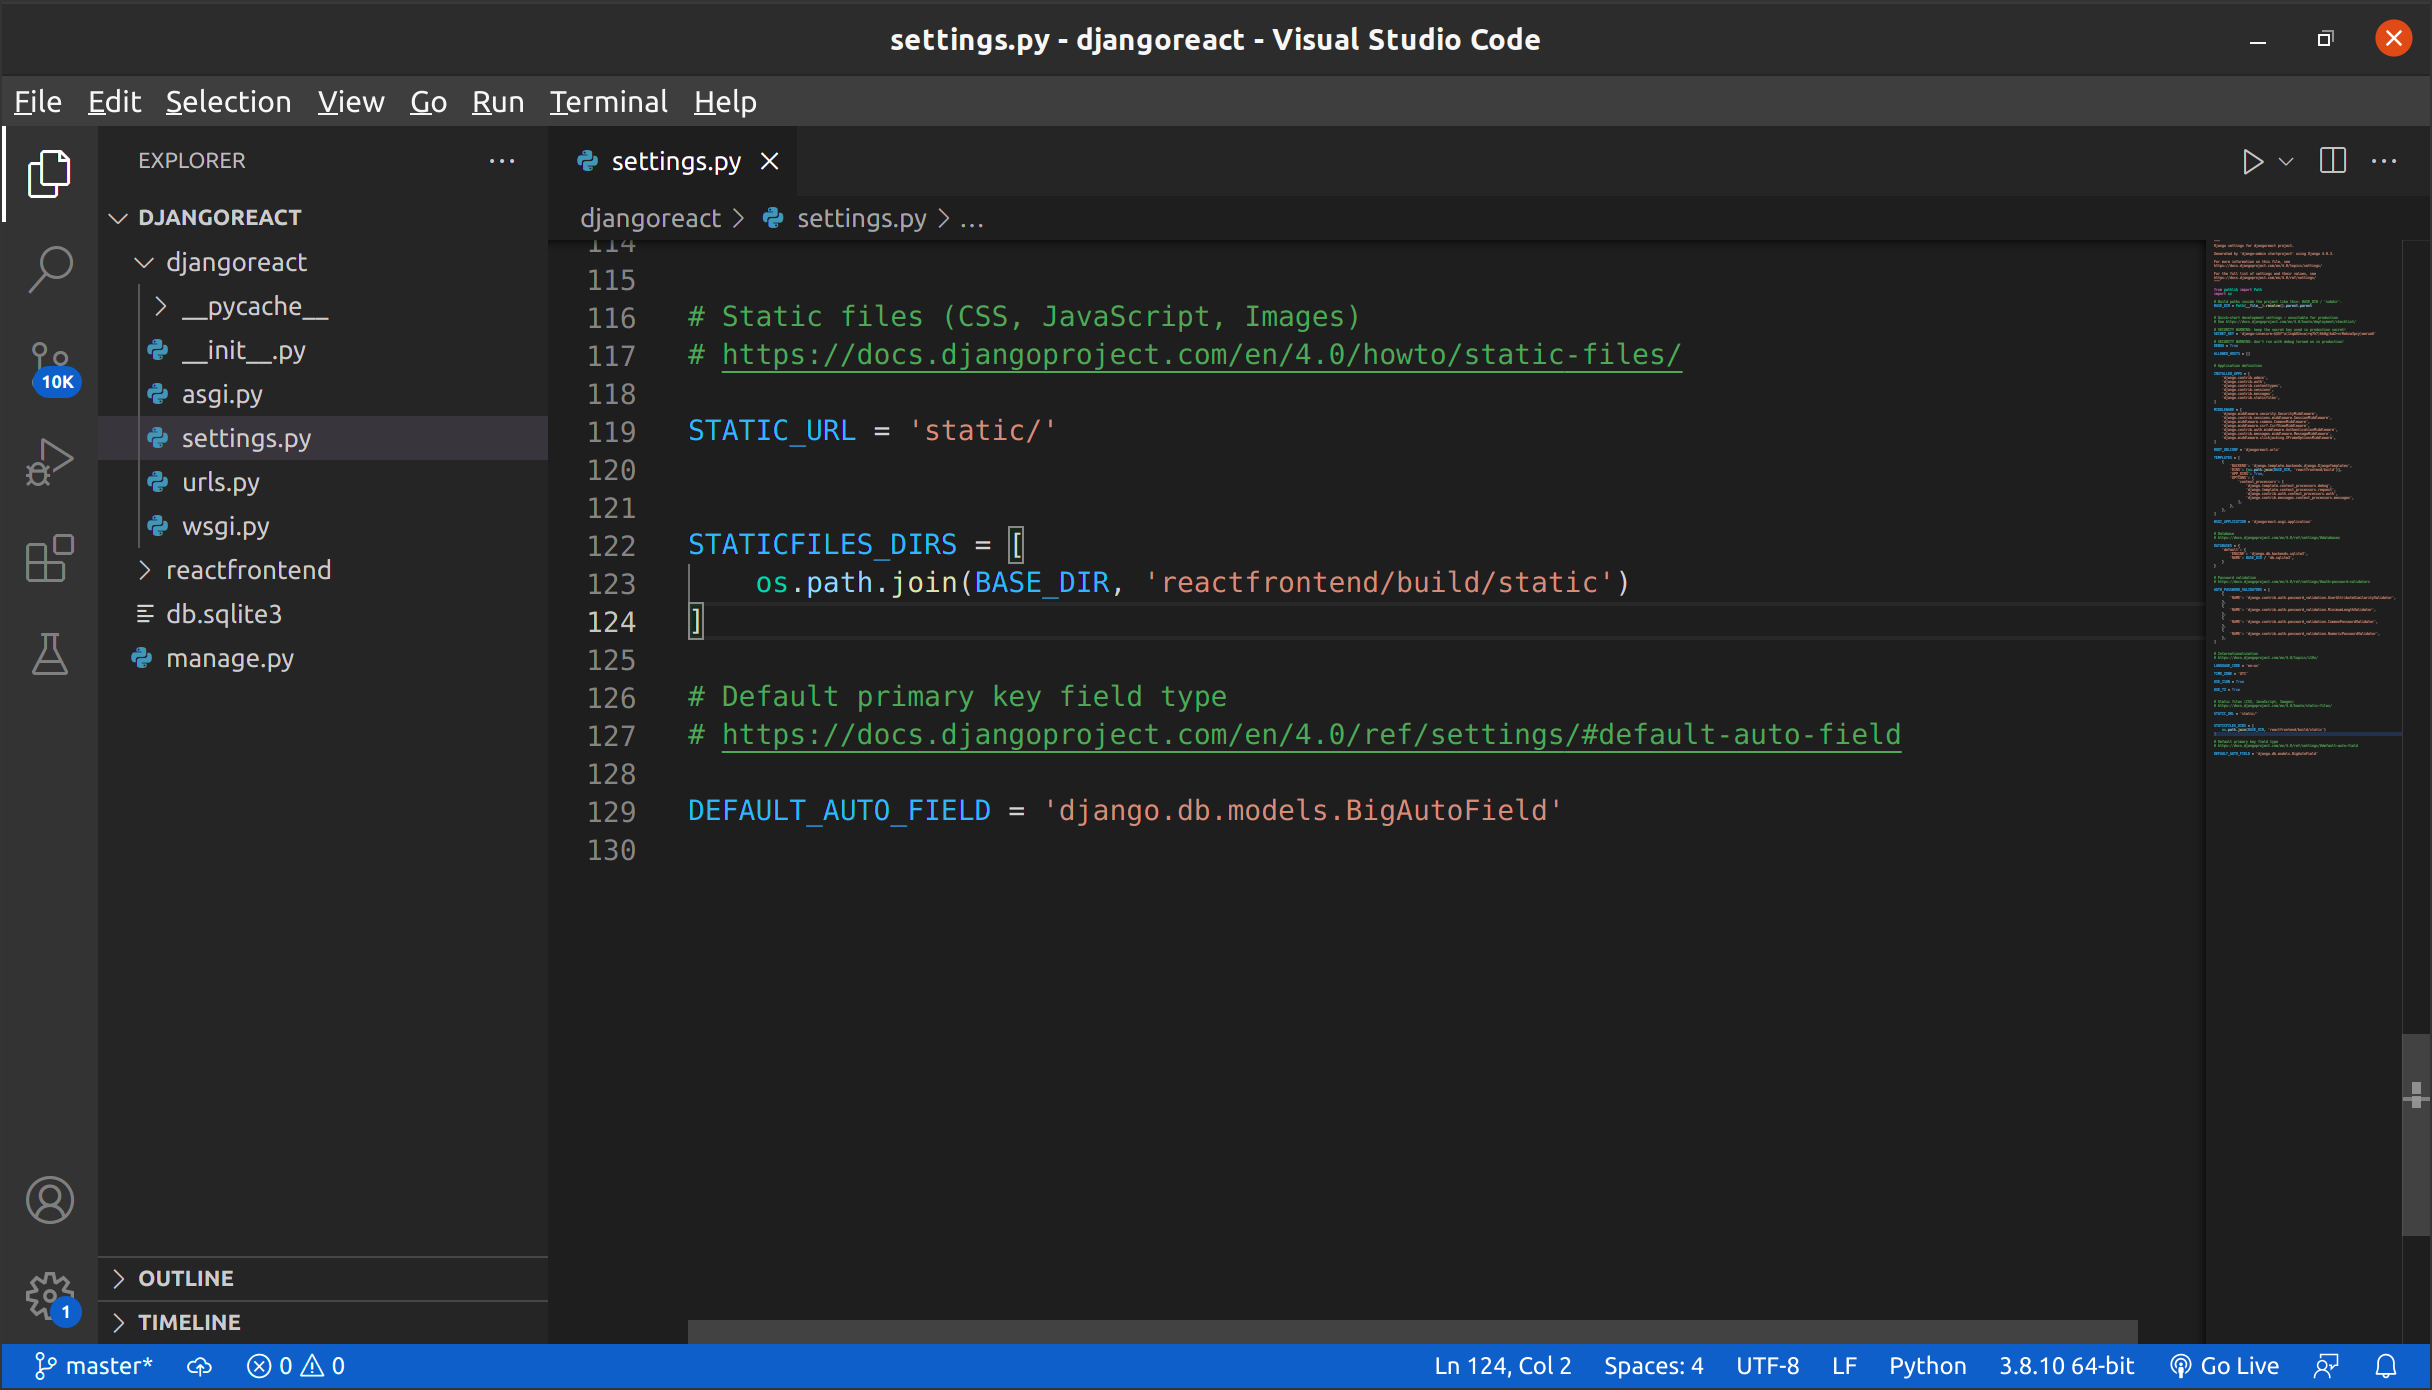 settings.py - djangoreact - Visual Studio Code
File Edit Selection View Go Run Terminal Help
EXPLORER
DJANGOREACT
djangoreact
__pycache__
__init__.py
10K
asgi.py
settings.py
urls.py
wsgi.py
reactfrontend
db.sqlite3
manage.py
OUTLINE
1
TIMELINE
settings.py
djangoreact > settings.py > ...
114
115
116 # Static files (CSS, JavaScript, Images)
117 # https://docs.djangoproject.com/en/4.0/howto/static-files/
118
119 STATIC_URL = 'static/'
120
121
122 STATICFILES_DIRS = [
123 os.path.join(BASE_DIR, 'reactfrontend/build/static')
124 ]
125
126 # Default primary key field type
127 # https://docs.djangoproject.com/en/4.0/ref/settings/#default-auto-field
128
129 DEFAULT_AUTO_FIELD = 'django.db.models.BigAutoField'
130
master* 0 0 Ln 124, Col 2 Spaces: 4 UTF-8 LF Python 3.8.10 64-bit Go Live